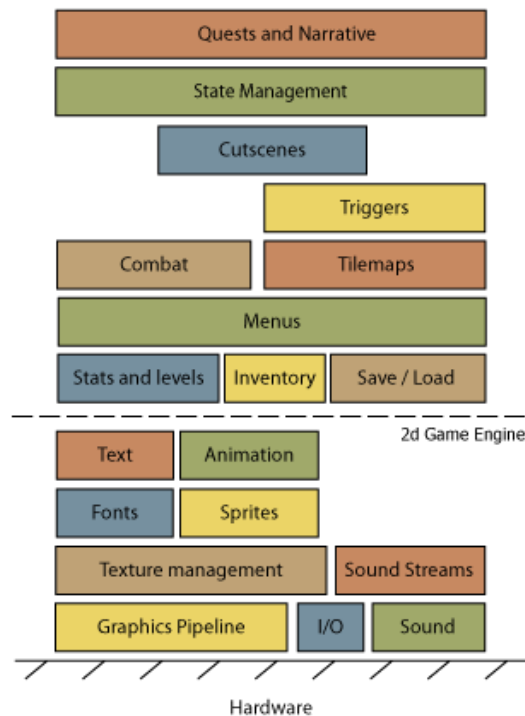 Quests and Narrative
State Management
Cutscenes
Triggers
Combat
Tilemaps
Menus
Stats and levels
Inventory
Save / Load
2d Game Engine
Text
Animation
Fonts
Sprites
Texture management
Sound Streams
Graphics Pipeline
I/O
Sound
Hardware